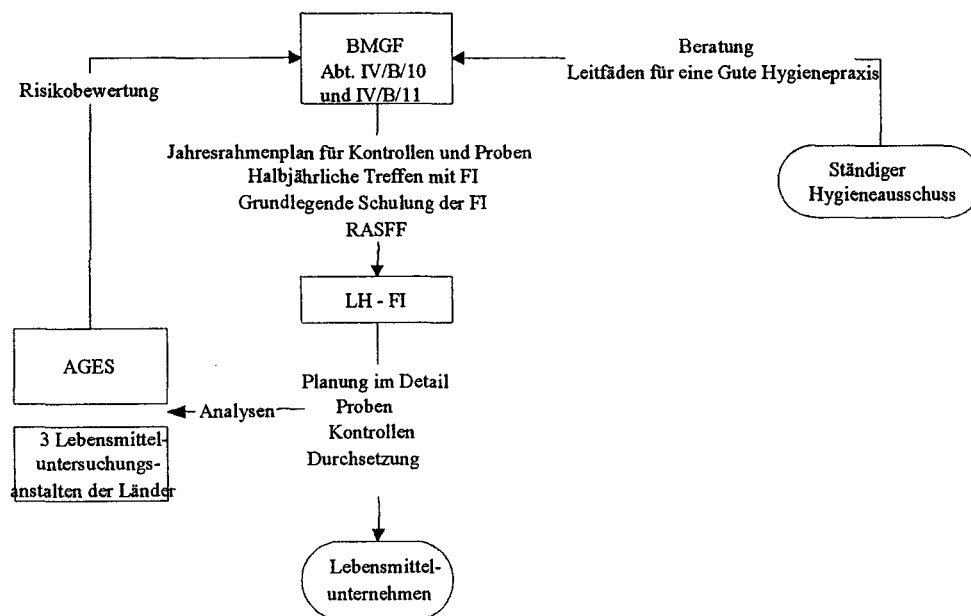 BMGF
Abt. IV/B/10
und IV/B/11
Beratung
Leitfäden für eine Gute Hygienepraxis
Risikobewertung
Jahresrahmenplan für Kontrollen und Proben
Halbjährliche Treffen mit FI
Grundlegende Schulung der FI
RASFF
Ständiger
Hygieneausschuss
LH - FI
AGES
Planung im Detail
Proben
Kontrollen
Durchsetzung
Analysen
3 Lebensmittel-
untersuchungs-
anstalten der Länder
Lebensmittel-
unternehmen